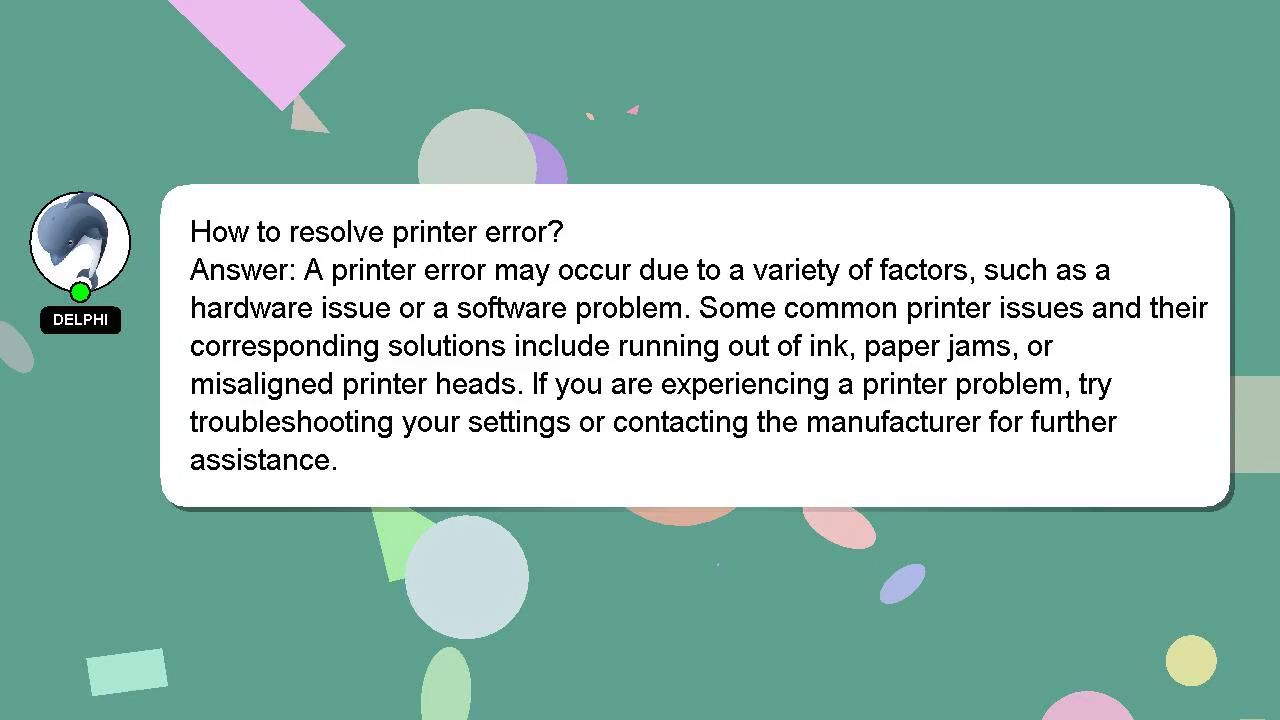 How to resolve printer error?
Answer: A printer error may occur due to a variety of factors, such as a
hardware issue or a software problem. Some common printer issues and their
corresponding solutions include running out of ink, paper jams, or
misaligned printer heads. If you are experiencing a printer problem, try
troubleshooting your settings or contacting the manufacturer for further
assistance.
DELPHI